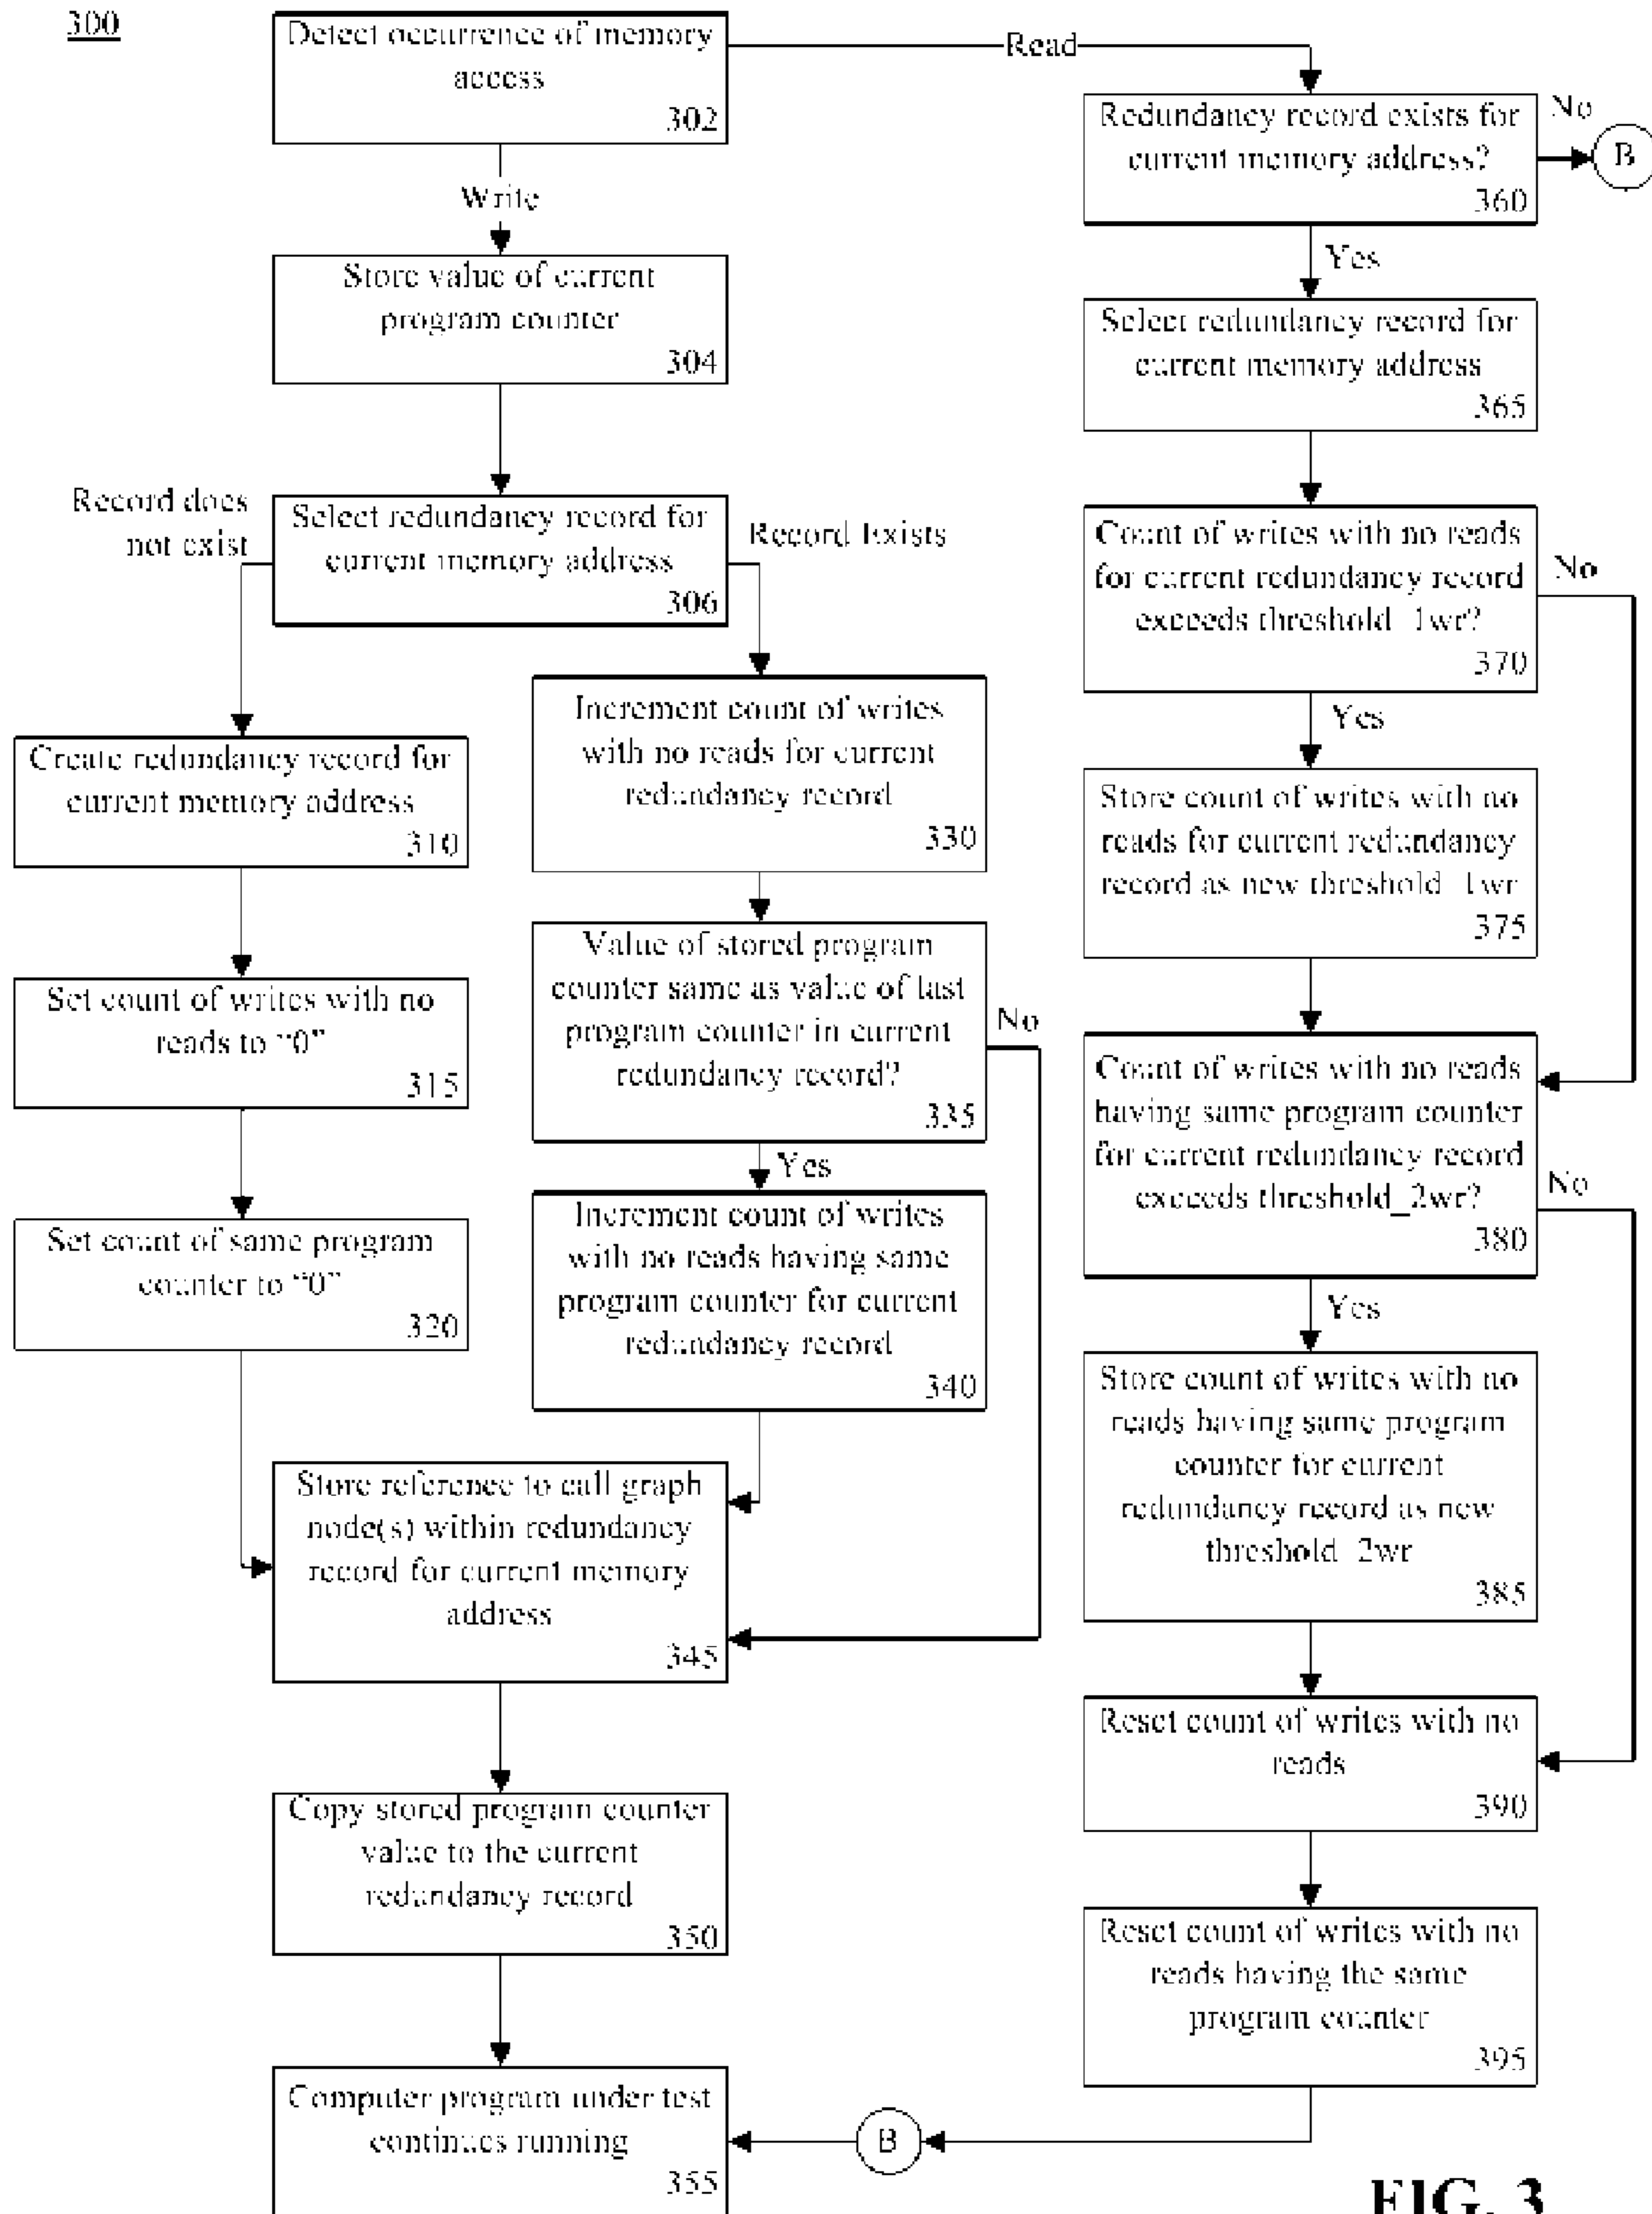 300
Detect occurrence of memory
access
302
Read
Write
Redundancy record exists for
current memory address?
360
No
B
Yes
Store value of current
program counter
304
Select redundancy record for
current memory address
365
Record does
not exist
Select redundancy record for
current memory address
306
Record Exists
Count of writes with no reads
for current redundancy record
exceeds threshold_1wr?
370
No
Yes
Create redundancy record for
current memory address
310
Increment count of writes
with no reads for current
redundancy record
330
Store count of writes with no
reads for current redundancy
record as new threshold_1wr
375
Set count of writes with no
reads to "0"
315
Value of stored program
counter same as value of last
program counter in current
redundancy record?
335
No
Yes
Count of writes with no reads
having same program counter
for current redundancy record
exceeds threshold_2wr?
380
No
Yes
Set count of same program
counter to "0"
320
Increment count of writes
with no reads having same
program counter for current
redundancy record
340
Store count of writes with no
reads having same program
counter for current
redundancy record as new
threshold_2wr
385
Store reference to call graph
node(s) within redundancy
record for current memory
address
345
Reset count of writes with no
reads
390
Copy stored program counter
value to the current
redundancy record
350
Reset count of writes with no
reads having the same
program counter
395
Computer program under test
continues running
355
B
FIG. 3